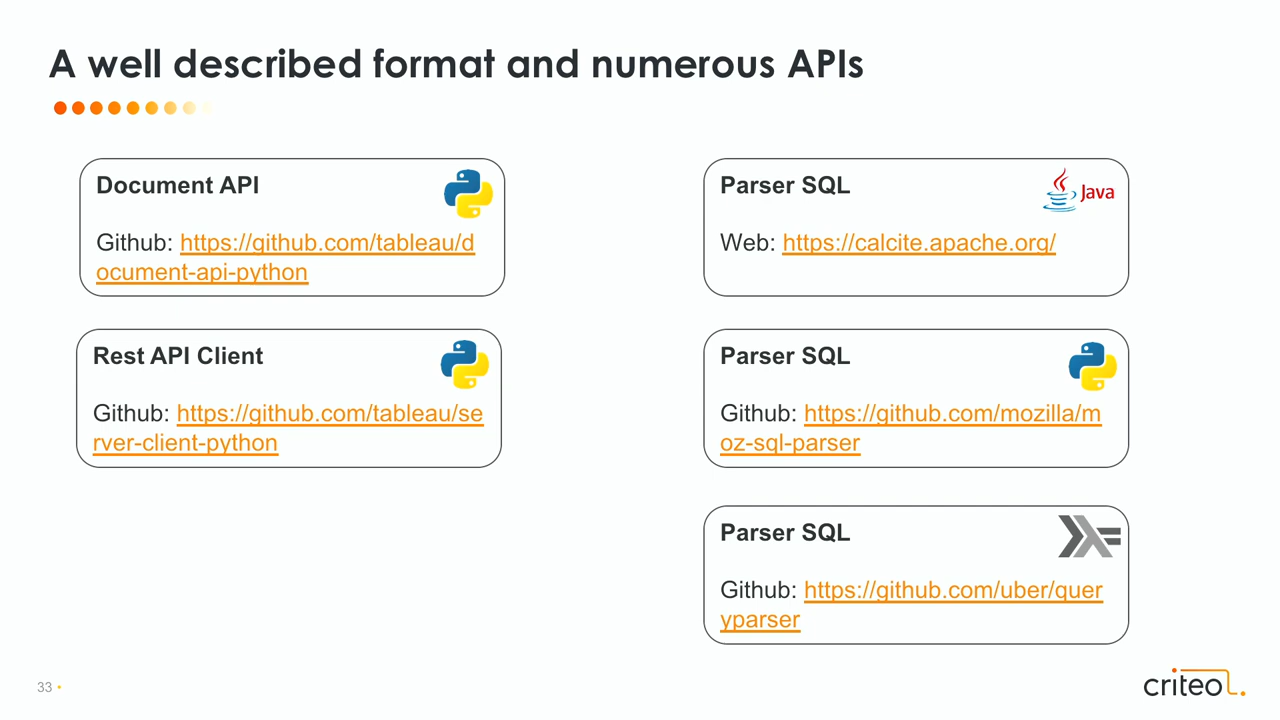 A well described format and numerous APIs
Document API
Github: https://github.com/tableau/d
ocument-api-python
Rest API Client
Github: https://github.com/tableau/se
rver-client-python
Parser SQL
Java
Web: https://calcite.apache.org/
Parser SQL
Github: https://github.com/mozilla/m
oz-sql-parser
Parser SQL
Github: https://github.com/uber/quer
yparser
33
criteo